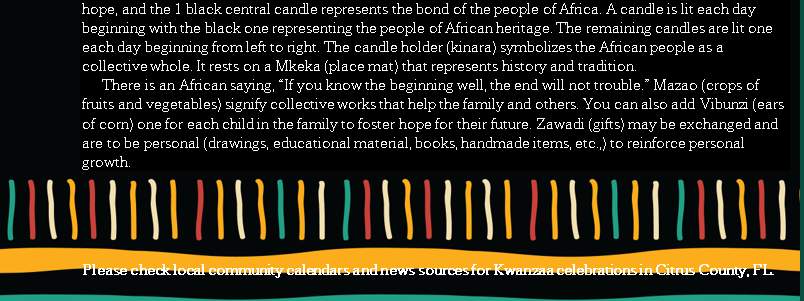 hope, and the 1 black central candle represents the bond of the people of Africa. A candle is lit each day
beginning with the black one representing the people of African heritage. The remaining candles are lit one
each day beginning from left to right. The candle holder (kinara) symbolizes the African people as a
collective whole. It rests on a Mkeka (place mat) that represents history and tradition.
There is an African saying, “If you know the beginning well, the end will not trouble.” Mazao (crops of
fruits and vegetables) signify collective works that help the family and others. You can also add Vibunzi (ears
of corn) one for each child in the family to foster hope for their future. Zawadi (gifts) may be exchanged and
are to be personal (drawings, educational material, books, handmade items, etc.,) to reinforce personal
growth.
Please check local community calendars and news sources for Kwanzaa celebrations in Citrus County, FL.